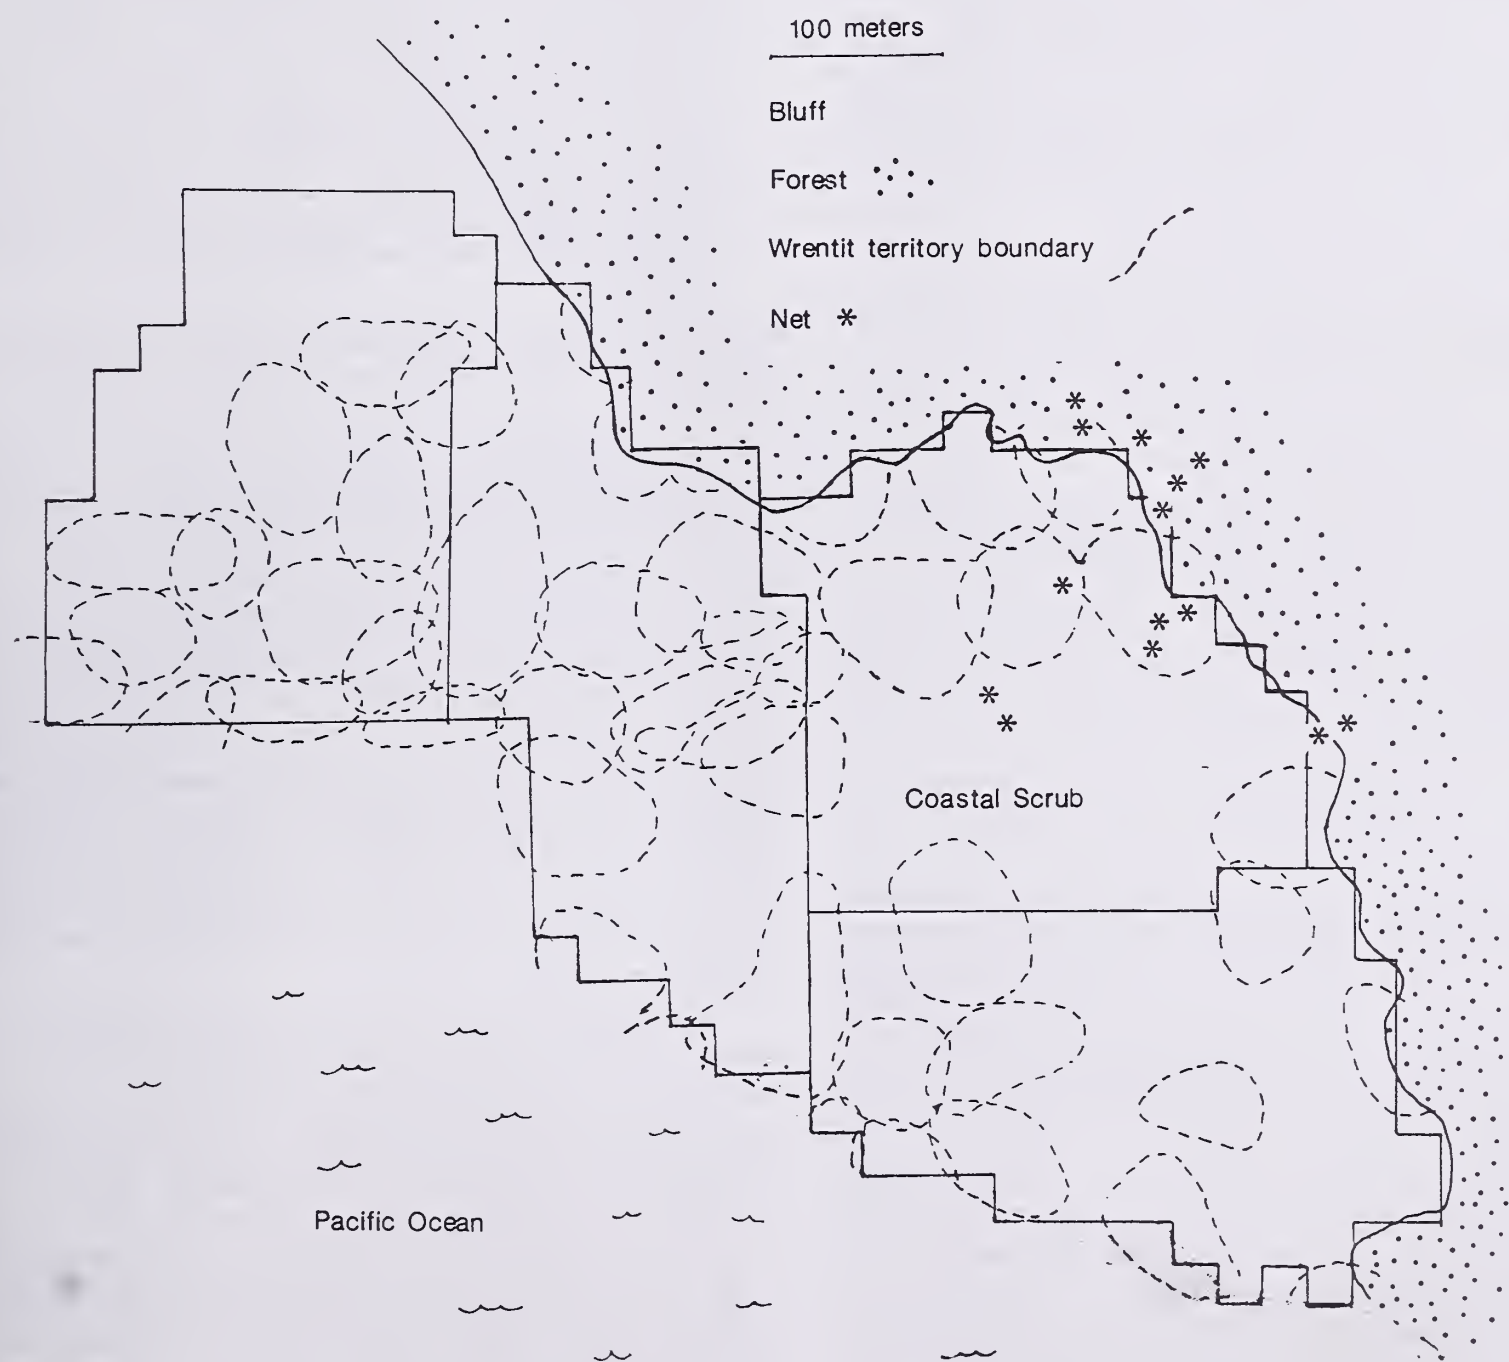 100 meters
Bluff
Forest
Wrentit territory boundary
Net *
Coastal Scrub
Pacific Ocean